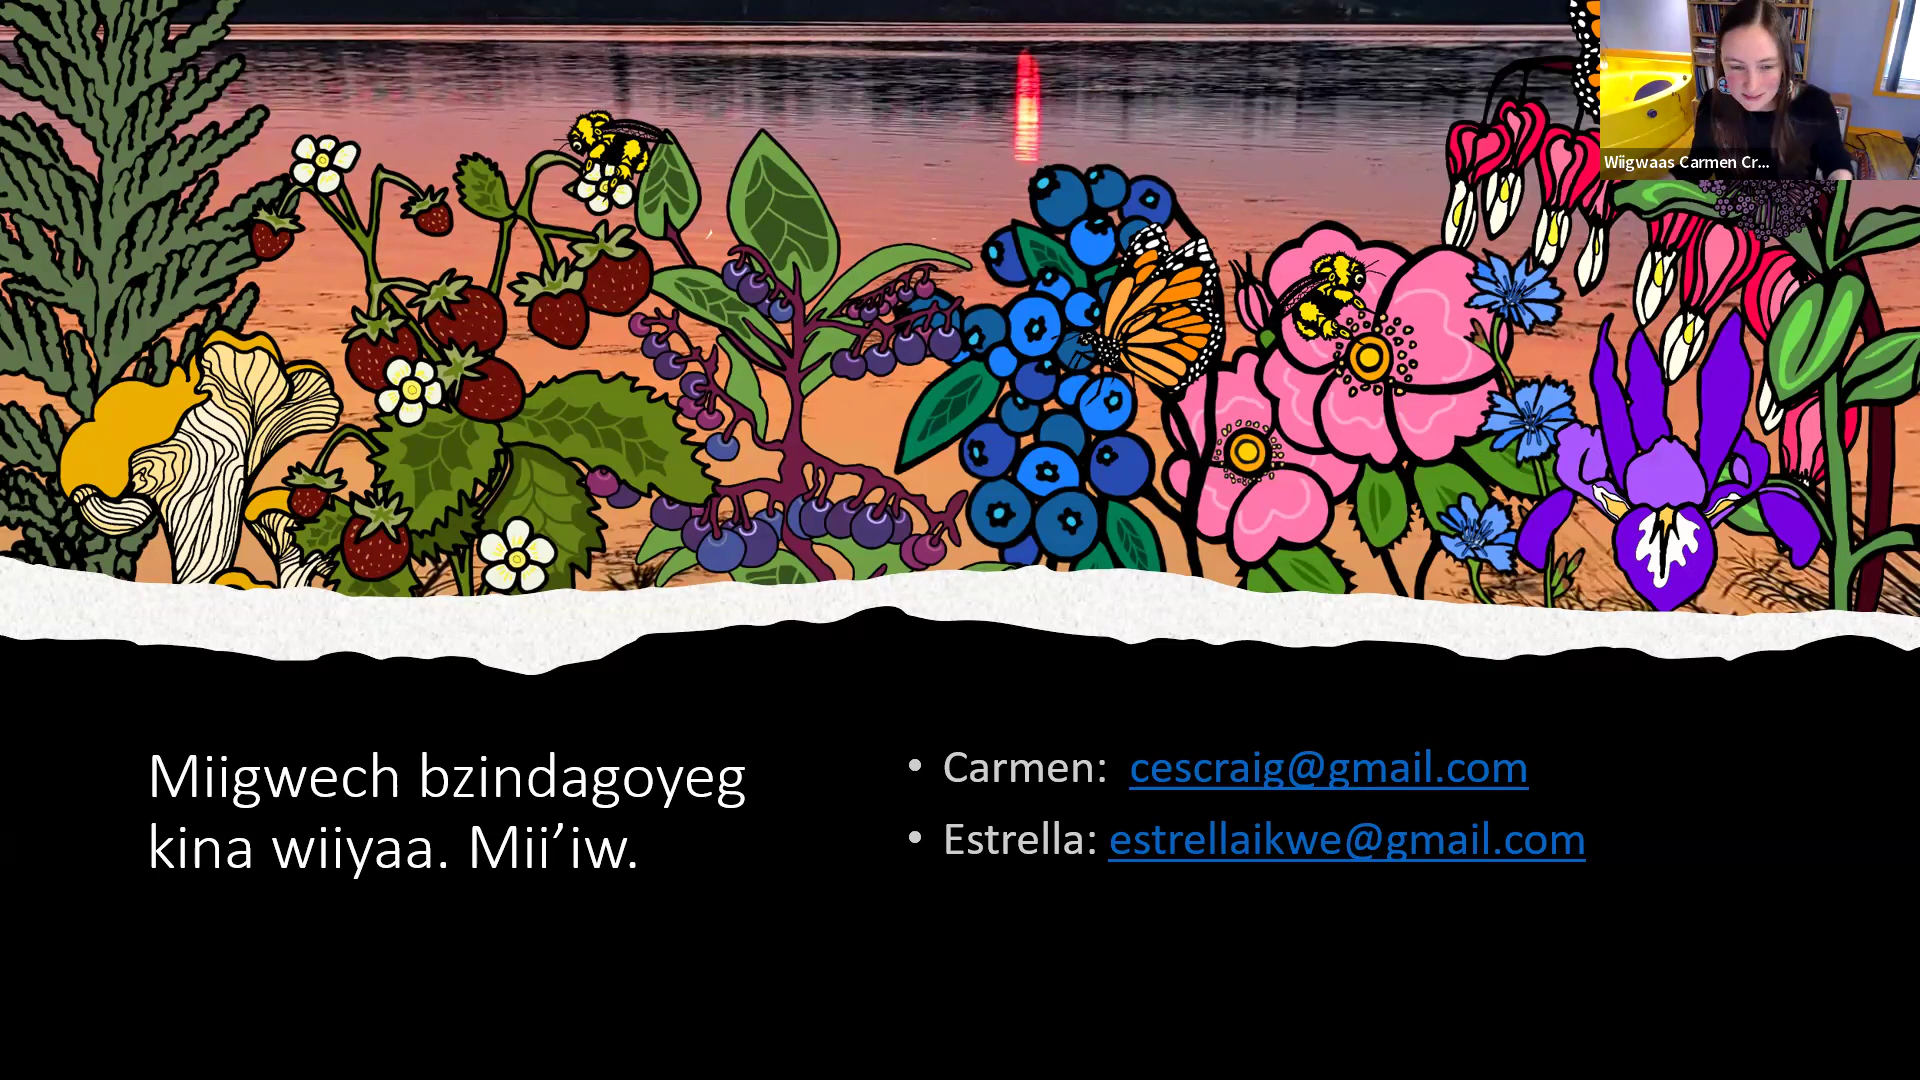 Wiigwaas Carmen Cr...
Miigwech bzindagoyeg
kina wiiyaa. Mii’iw.
• Carmen: cescraig@gmail.com
• Estrella: estrellaikwe@gmail.com